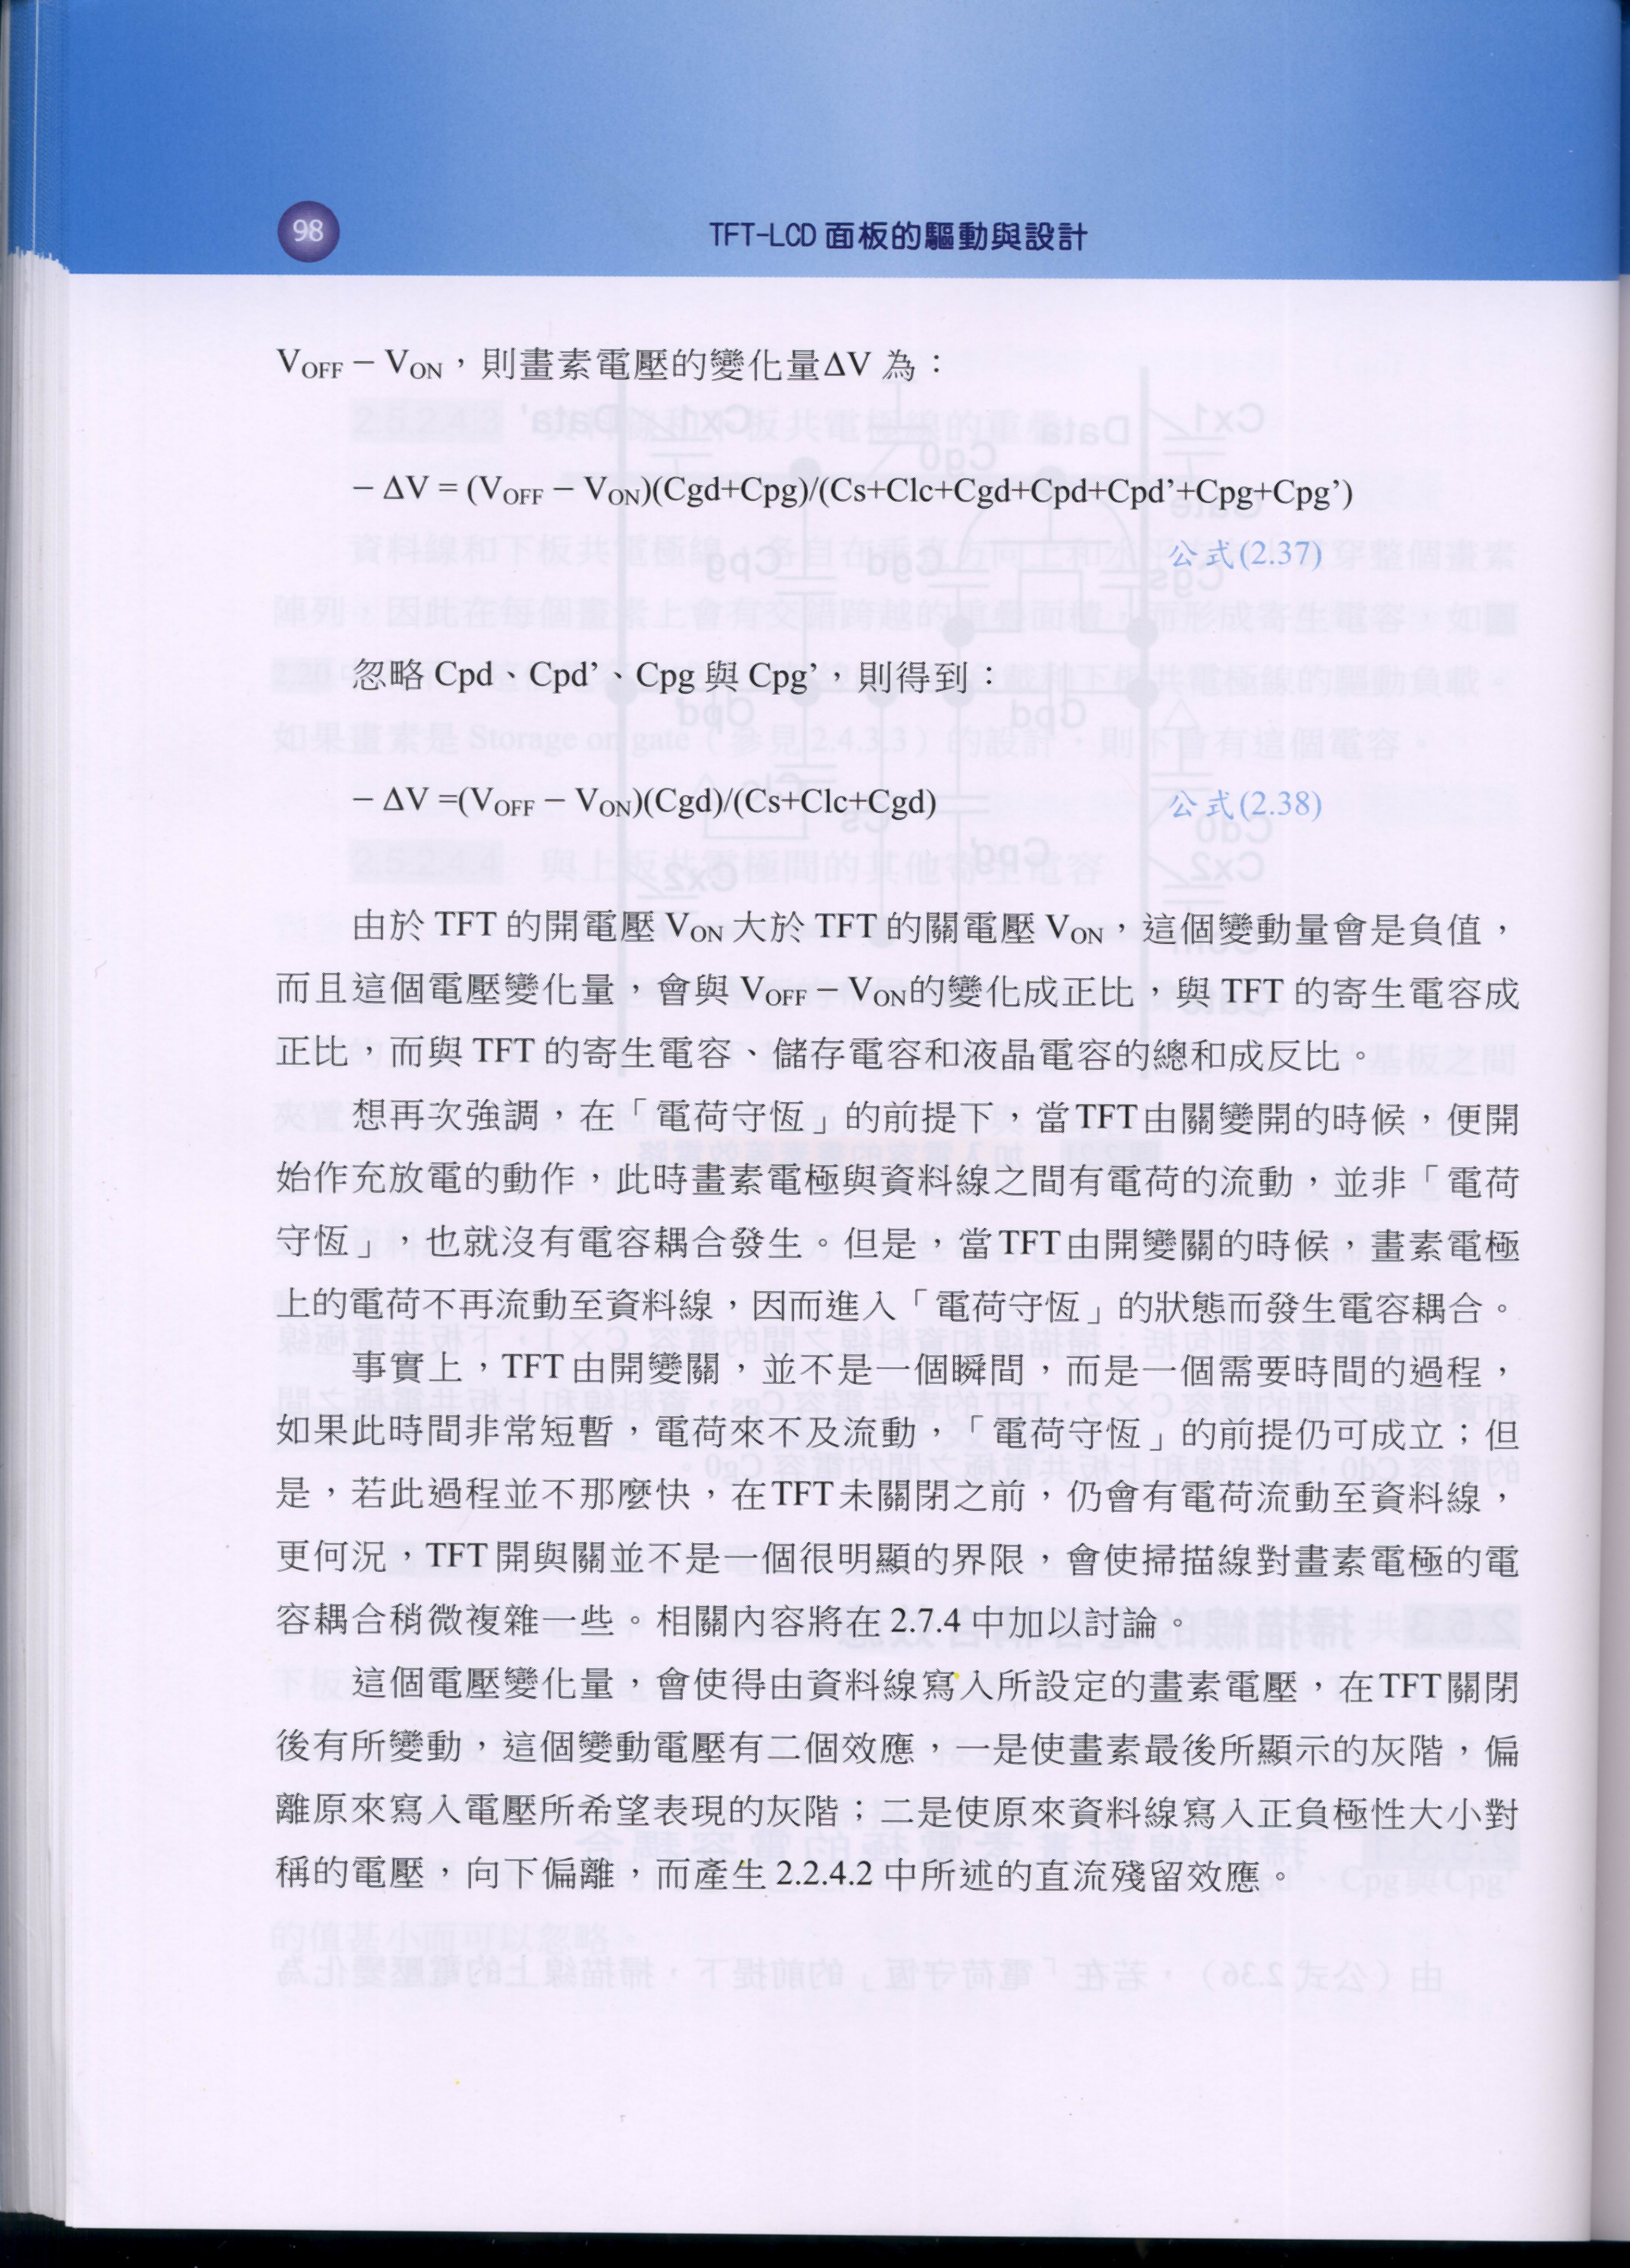 98
TFT-LCD 面板的驅動與設計
VOFF － VON，則畫素電壓的變化量ΔV 為：
－ ΔV = (VOFF － VON)(Cgd+Cpg)/(Cs+Clc+Cgd+Cpd+Cpd’+Cpg+Cpg’)
公式(2.37)
忽略 Cpd、Cpd’、Cpg 與 Cpg’，則得到：
－ ΔV =(VOFF － VON)(Cgd)/(Cs+Clc+Cgd) 公式(2.38)
由於 TFT 的開電壓 VON 大於 TFT 的關電壓 VON，這個變動量會是負值，
而且這個電壓變化量，會與 VOFF－VON的變化成正比，與 TFT 的寄生電容成
正比，而與 TFT 的寄生電容、儲存電容和液晶電容的總和成反比。
想再次強調，在「電荷守恆」的前提下，當TFT由關變開的時候，便開
始作充放電的動作，此時畫素電極與資料線之間有電荷的流動，並非「電荷
守恆」，也就沒有電容耦合發生。但是，當TFT由開變關的時候，畫素電極
上的電荷不再流動至資料線，因而進入「電荷守恆」的狀態而發生電容耦合。
事實上，TFT由開變關，並不是一個瞬間，而是一個需要時間的過程，
如果此時間非常短暫，電荷來不及流動，「電荷守恆」的前提仍可成立；但
是，若此過程並不那麼快，在TFT未關閉之前，仍會有電荷流動至資料線，
更何況，TFT開與關並不是一個很明顯的界限，會使掃描線對畫素電極的電
容耦合稍微複雜一些。相關內容將在 2.7.4 中加以討論。
這個電壓變化量，會使得由資料線寫入所設定的畫素電壓，在TFT關閉
後有所變動，這個變動電壓有二個效應，一是使畫素最後所顯示的灰階，偏
離原來寫入電壓所希望表現的灰階；二是使原來資料線寫入正負極性大小對
稱的電壓，向下偏離，而產生 2.2.4.2 中所述的直流殘留效應。